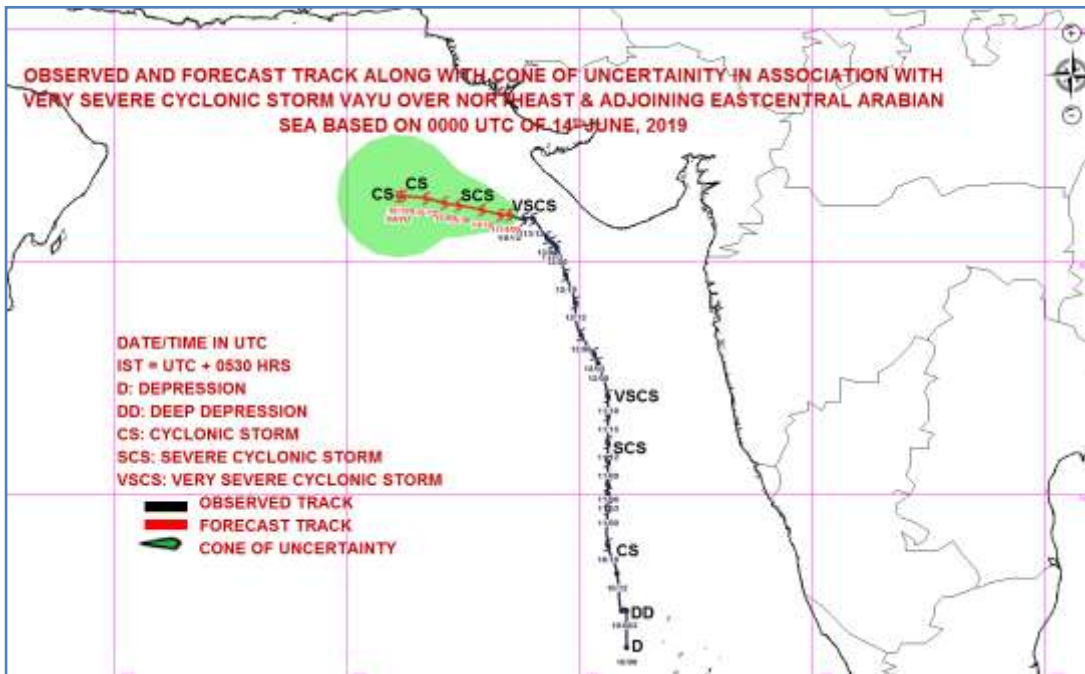 OBSERVED AND FORECAST TRACK ALONG WITH CONE OF UNCERTAINITY IN ASSOCIATION WITH
VERY SEVERE CYCLONIC STORM VAYU OVER NORTHEAST & ADJOINING EASTCENTRAL ARABIAN
SEA BASED ON 0000 UTC OF 14TH JUNE, 2019
CS
CS
SCS
VSCS
VAYU
DATE/TIME IN UTC
IST = UTC + 0530 HRS
D: DEPRESSION
DD: DEEP DEPRESSION
CS: CYCLONIC STORM
SCS: SEVERE CYCLONIC STORM
VSCS: VERY SEVERE CYCLONIC STORM
OBSERVED TRACK
FORECAST TRACK
CONE OF UNCERTAINTY
VSCS
SCS
CS
DD
D